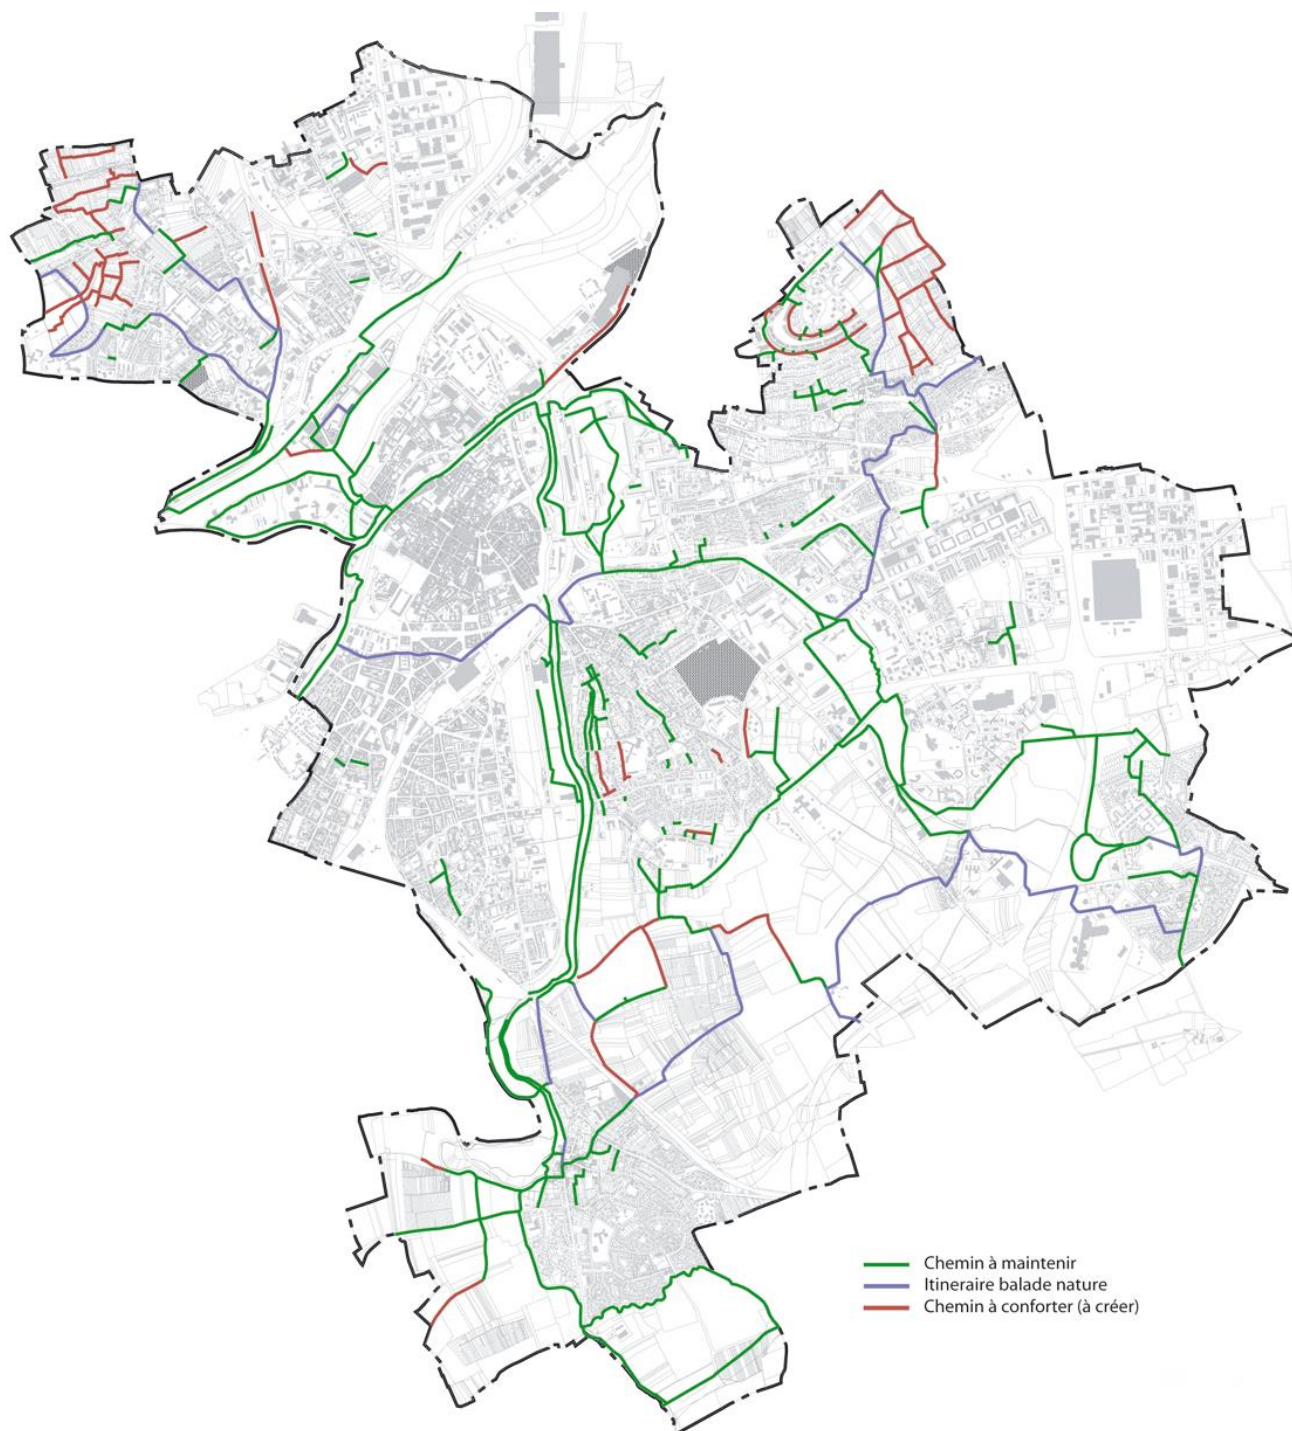 Chemin à maintenir
Itineraire balade nature
Chemin à conforter (à créer)